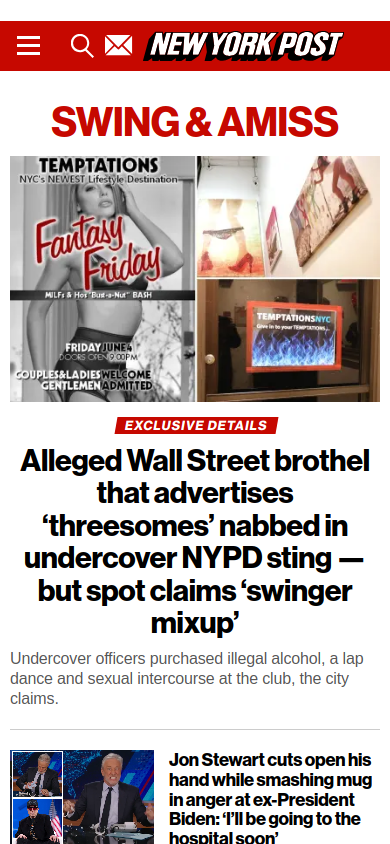 NEW YORK POST
SWING & AMISS
TEMPTATIONS
NYC's NEWEST Lifestyle Destination
Fantasy
Friday
MILFs & Hos "Bust-a-Nut" BASH
FRIDAY JUNE 4
DOORS OPEN 9:00PM
COUPLES & LADIES WELCOME
GENTLEMEN ADMITTED
TEMPTATIONSNYC
Give in to your TEMPTATIONS...
EXCLUSIVE DETAILS
Alleged Wall Street brothel
that advertises
‘threesomes’ nabbed in
undercover NYPD sting —
but spot claims ‘swinger
mixup’
Undercover officers purchased illegal alcohol, a lap
dance and sexual intercourse at the club, the city
claims.
Jon Stewart cuts open his
hand while smashing mug
in anger at ex-President
Biden: ‘I’ll be going to the
hospital soon’